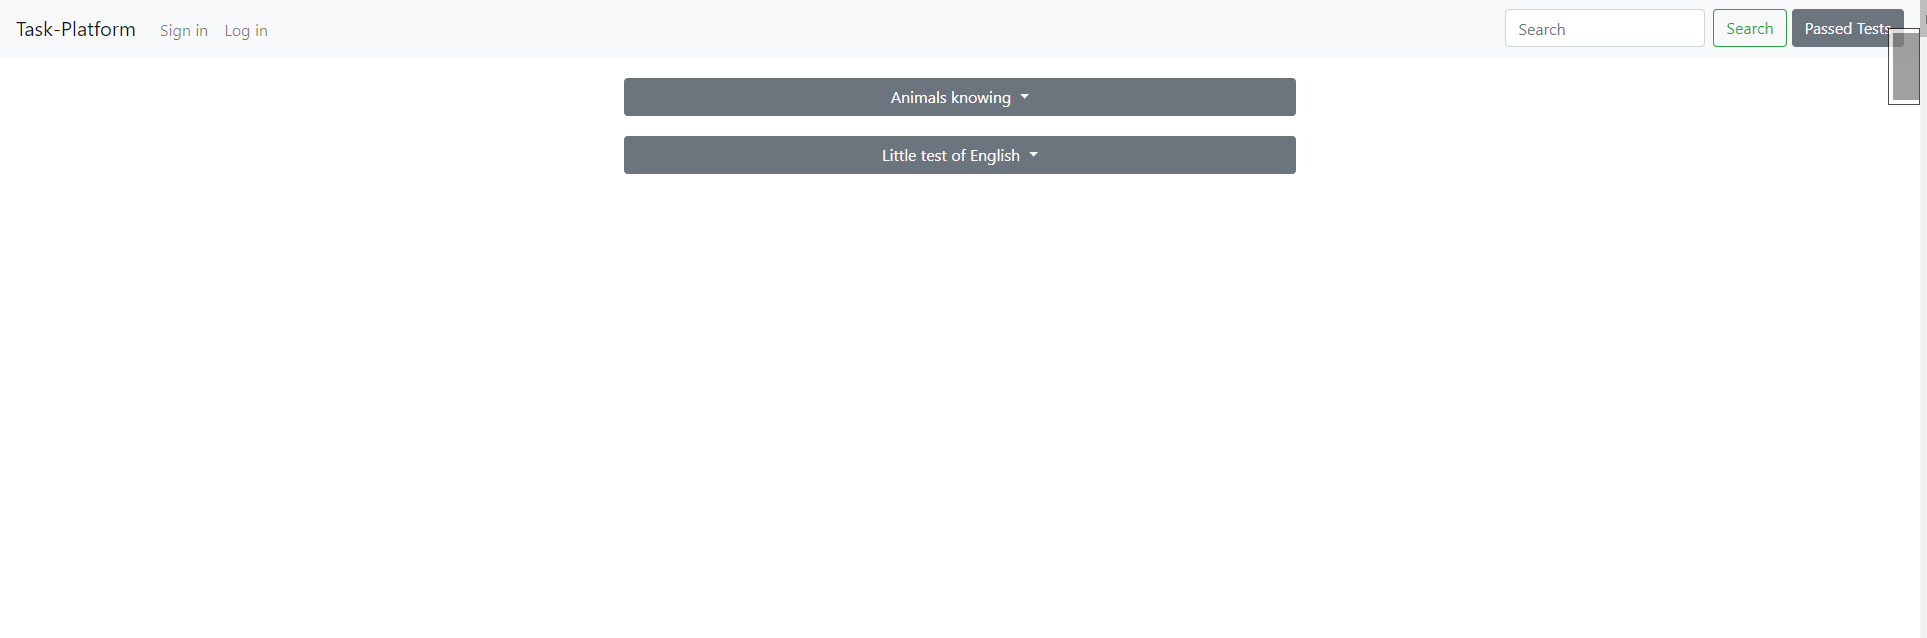 Task-Platform Sign in Log in Search Search Passed Tests
Animals knowing
Little test of English